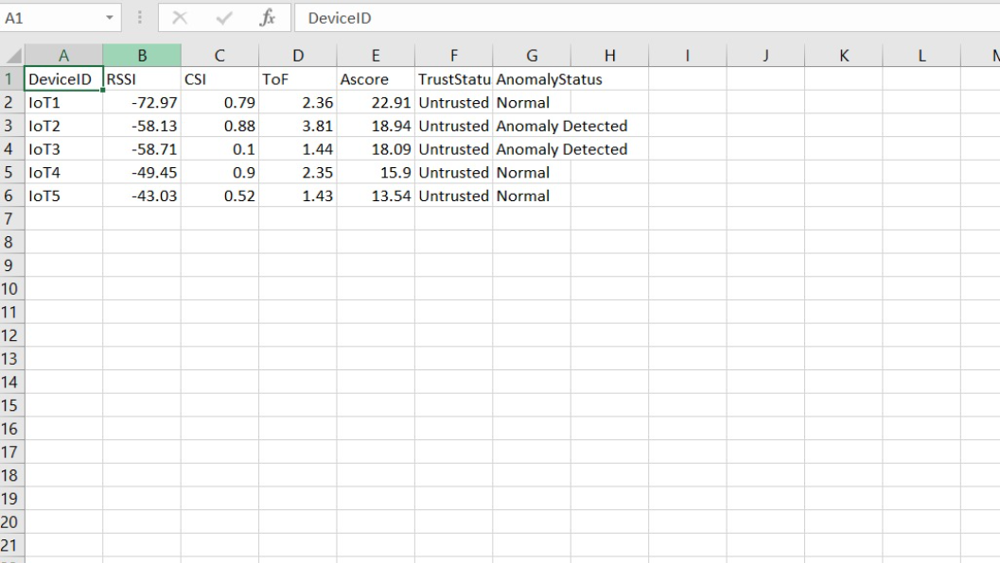 A1 fx DeviceID
A B C D E F G H I J K L
1 DeviceID RSSI CSI ToF Ascore TrustStatu AnomalyStatus
2 IoT1 -72.97 0.79 2.36 22.91 Untrusted Normal
3 IoT2 -58.13 0.88 3.81 18.94 Untrusted Anomaly Detected
4 IoT3 -58.71 0.1 1.44 18.09 Untrusted Anomaly Detected
5 IoT4 -49.45 0.9 2.35 15.9 Untrusted Normal
6 IoT5 -43.03 0.52 1.43 13.54 Untrusted Normal
7
8
9
10
11
12
13
14
15
16
17
18
19
20
21